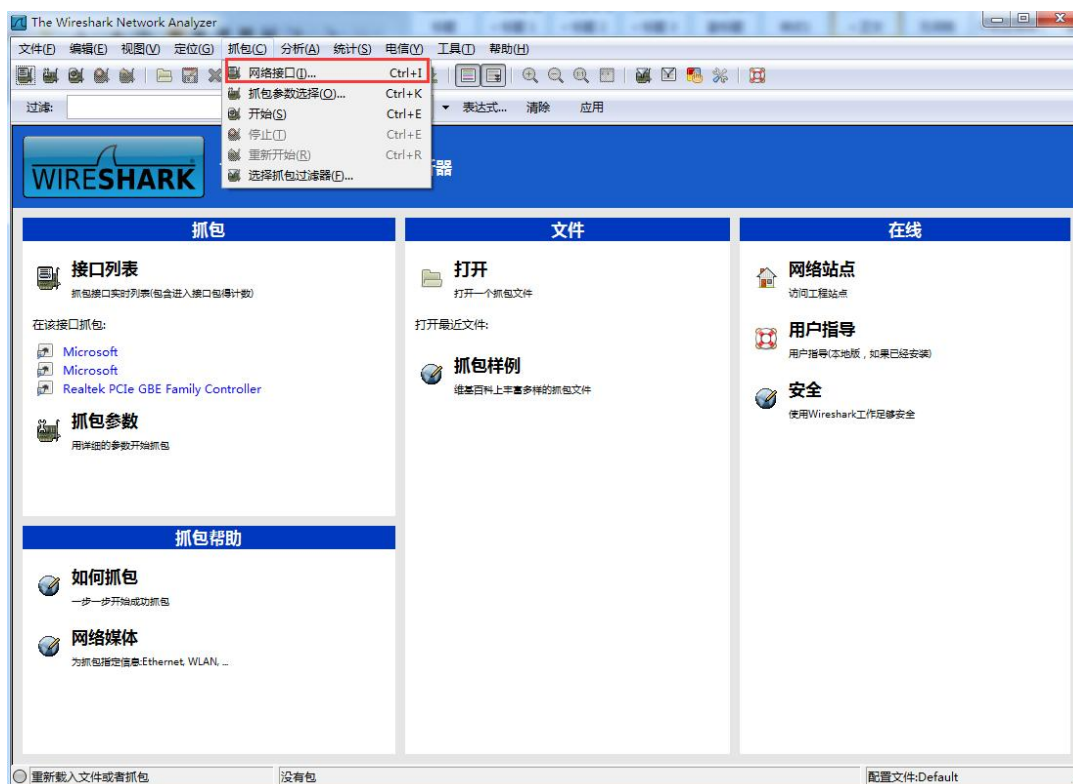 The Wireshark Network Analyzer
文件(F) 编辑(E) 视图(V) 定位(G) 抓包(C) 分析(A) 统计(S) 电信(Y) 工具(T) 帮助(H)
网络接口(I)... Ctrl+I
抓包参数选择(O)... Ctrl+K
开始(S) Ctrl+E
停止(T) Ctrl+E
重新开始(R) Ctrl+R
选择抓包过滤器(F)...
过滤: 表达式... 清除 应用
WIRESHARK 器
抓包
接口列表
抓包接口实时列表(包含进入接口包得计数)
在该接口抓包:
Microsoft
Microsoft
Realtek PCIe GBE Family Controller
抓包参数
用详细的参数开始抓包
抓包帮助
如何抓包
一步一步开始成功抓包
网络媒体
为抓包指定信息:Ethernet, WLAN, ...
文件
打开
打开一个抓包文件
打开最近文件:
抓包样例
维基百科上丰富多样的抓包文件
在线
网络站点
访问工程站点
用户指导
用户指导(本地版，如果已经安装)
安全
使用Wireshark工作足够安全
重新载入文件或者抓包 没有包 配置文件:Default